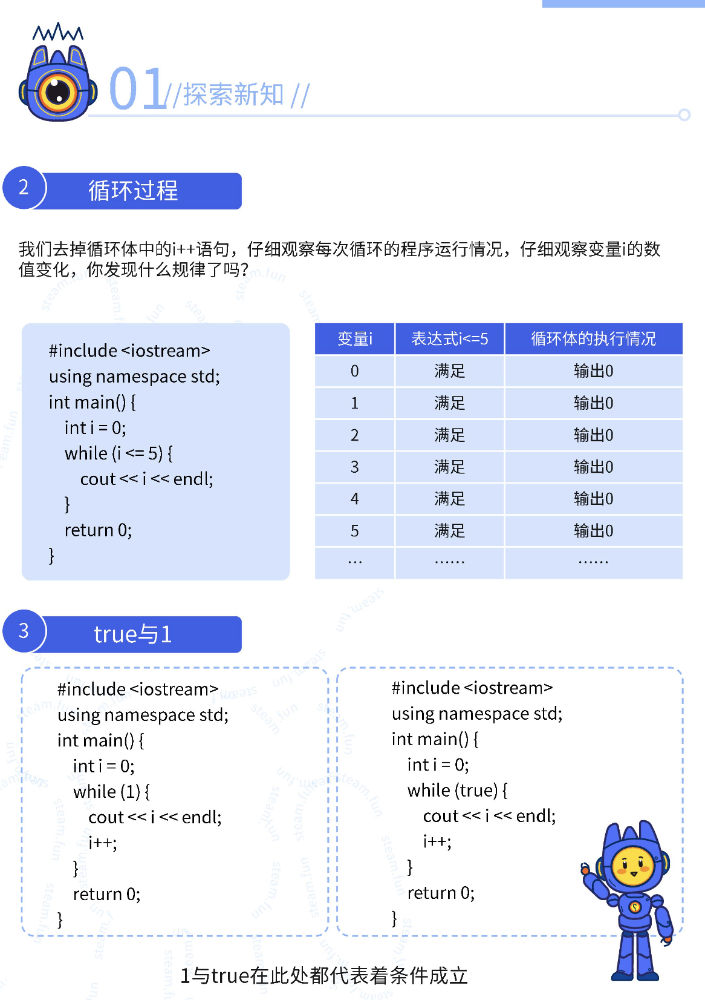 01//探索新知 //
2 循环过程
我们去掉循环体中的i++语句，仔细观察每次循环的程序运行情况，仔细观察变量i的数
值变化，你发现什么规律了吗？
#include <iostream>
using namespace std;
int main() {
int i = 0;
while (i <= 5) {
cout << i << endl;
}
return 0;
}
变量i 表达式i<=5 循环体的执行情况
0 满足 输出0
1 满足 输出0
2 满足 输出0
3 满足 输出0
4 满足 输出0
5 满足 输出0
… …… ……
3 true与1
#include <iostream>
using namespace std;
int main() {
int i = 0;
while (1) {
cout << i << endl;
i++;
}
return 0;
}
#include <iostream>
using namespace std;
int main() {
int i = 0;
while (true) {
cout << i << endl;
i++;
}
return 0;
}
1与true在此处都代表着条件成立